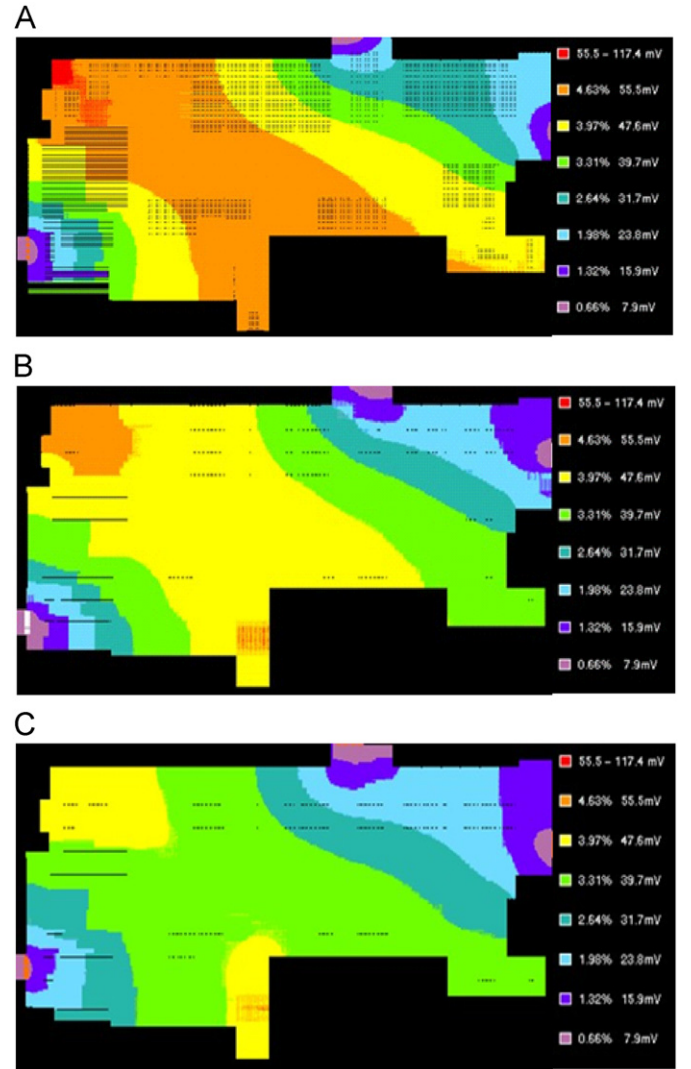 A
55.5 – 117.4 mV
4.63% 55.5mV
3.97% 47.6mV
3.31% 39.7mV
2.64% 31.7mV
1.98% 23.8mV
1.32% 15.9mV
0.66% 7.9mV
B
55.5 – 117.4 mV
4.63% 55.5mV
3.97% 47.6mV
3.31% 39.7mV
2.64% 31.7mV
1.98% 23.8mV
1.32% 15.9mV
0.66% 7.9mV
C
55.5 – 117.4 mV
4.63% 55.5mV
3.97% 47.6mV
3.31% 39.7mV
2.64% 31.7mV
1.98% 23.8mV
1.32% 15.9mV
0.66% 7.9mV